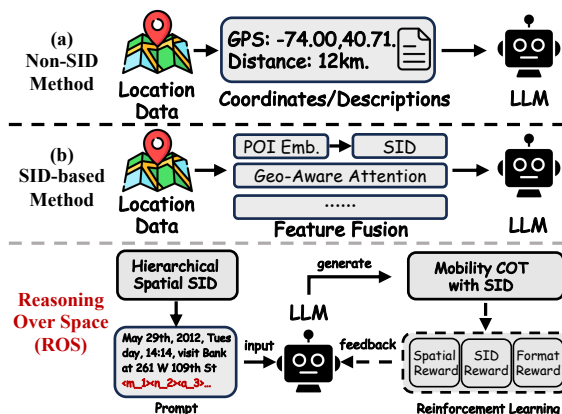 (a)
Non-SID
Method
Location
Data
GPS: -74.00,40.71.
Distance: 12km.
Coordinates/Descriptions
LLM
(b)
SID-based
Method
Location
Data
POI Emb.
SID
Geo-Aware Attention
......
Feature Fusion
LLM
Reasoning
Over Space
(ROS)
Hierarchical
Spatial SID
May 29th, 2012, Tues
day, 14:14, visit Bank
at 261 W 109th St
<m_1><n_2><a_3>...
Prompt
input
LLM
generate
feedback
Mobility COT
with SID
Spatial
Reward
SID
Reward
Format
Reward
Reinforcement Learning